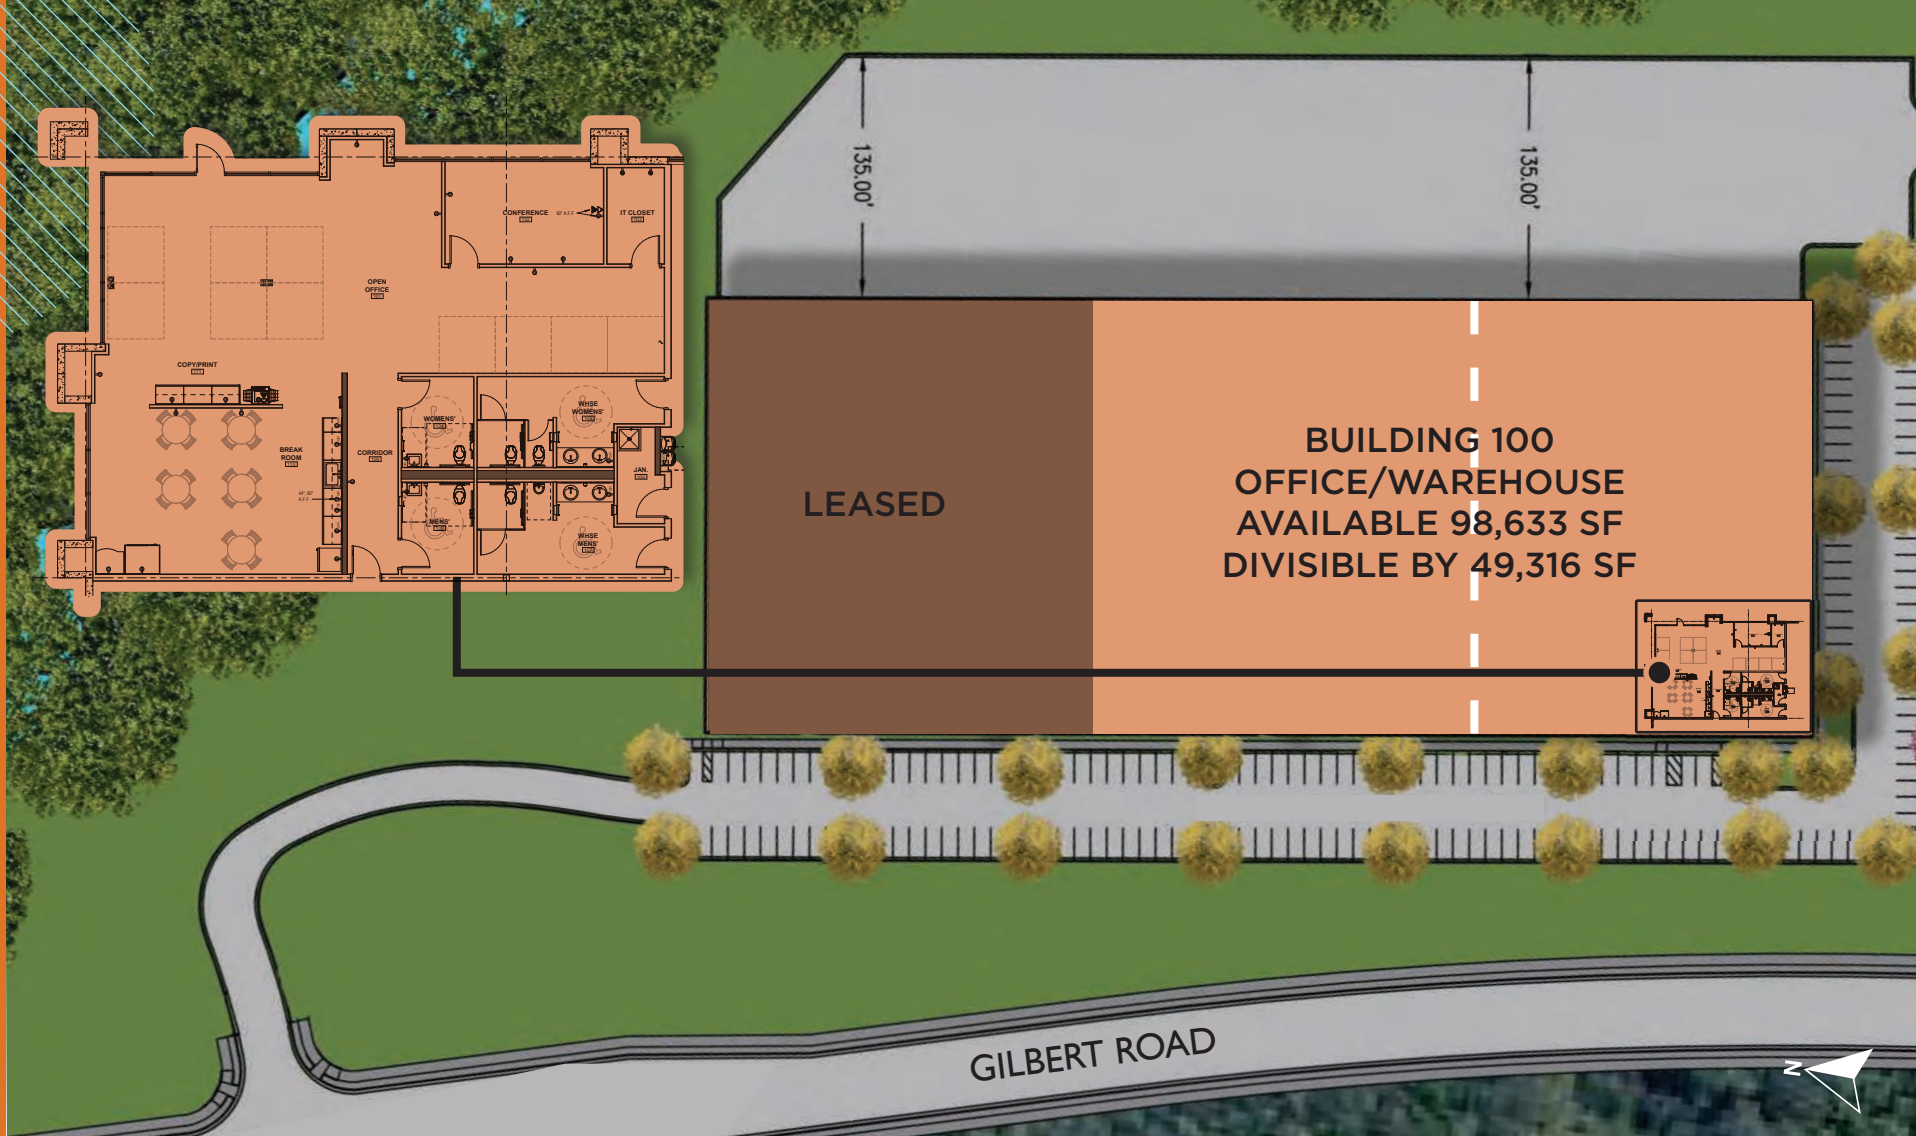 135.00'
135.00'
CONFERENCE
IT CLOSET
OPEN
OFFICE
COPY/PRINT
BREAK
ROOM
CORRIDOR
WOMENS'
WHSE
WOMENS'
JAN.
MENS'
WHSE
MENS'
LEASED
BUILDING 100
OFFICE/WAREHOUSE
AVAILABLE 98,633 SF
DIVISIBLE BY 49,316 SF
GILBERT ROAD
N